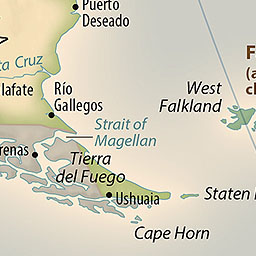 Puerto
Deseado
ta Cruz
F
(a
ch
lafate
Río
Gallegos
West
Falkland
Strait of
Magellan
renas
Tierra
del Fuego
Ushuaia
Staten
Cape Horn